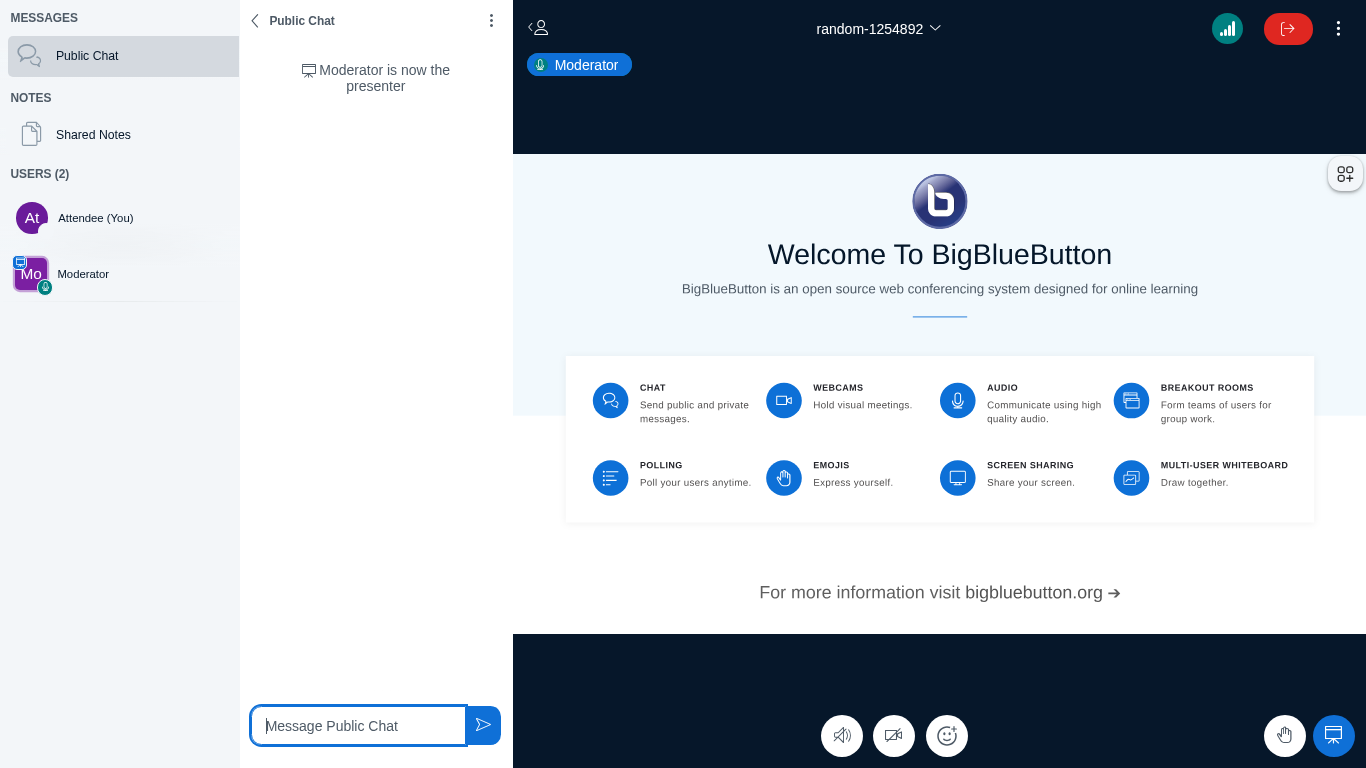 MESSAGES
Public Chat
NOTES
Shared Notes
USERS (2)
At
Attendee (You)
Mo
Moderator
Public Chat
Moderator is now the
presenter
Message Public Chat
random-1254892
Moderator
Welcome To BigBlueButton
BigBlueButton is an open source web conferencing system designed for online learning
CHAT
Send public and private
messages.
WEBCAMS
Hold visual meetings.
AUDIO
Communicate using high
quality audio.
BREAKOUT ROOMS
Form teams of users for
group work.
POLLING
Poll your users anytime.
EMOJIS
Express yourself.
SCREEN SHARING
Share your screen.
MULTI-USER WHITEBOARD
Draw together.
For more information visit bigbluebutton.org →